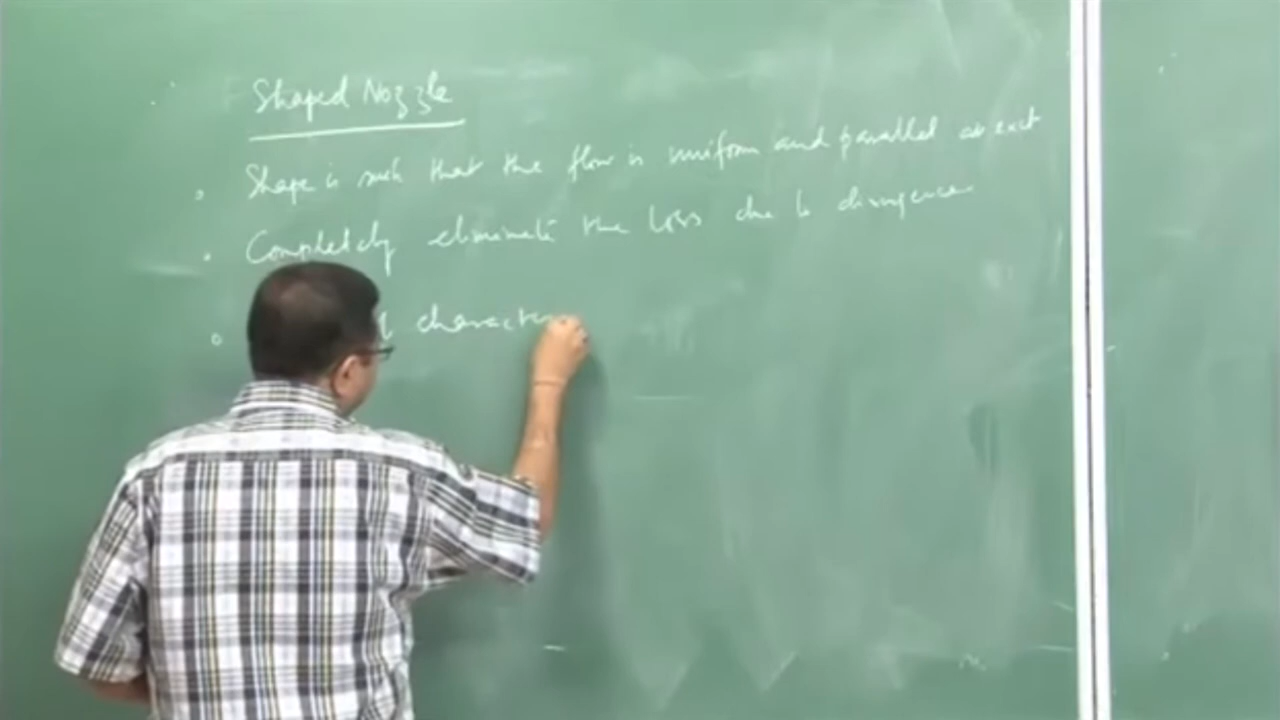 Shaped Nozzle
Shape is such that the flow is uniform and parallel at exit
Completely eliminate the loss due to divergence
character